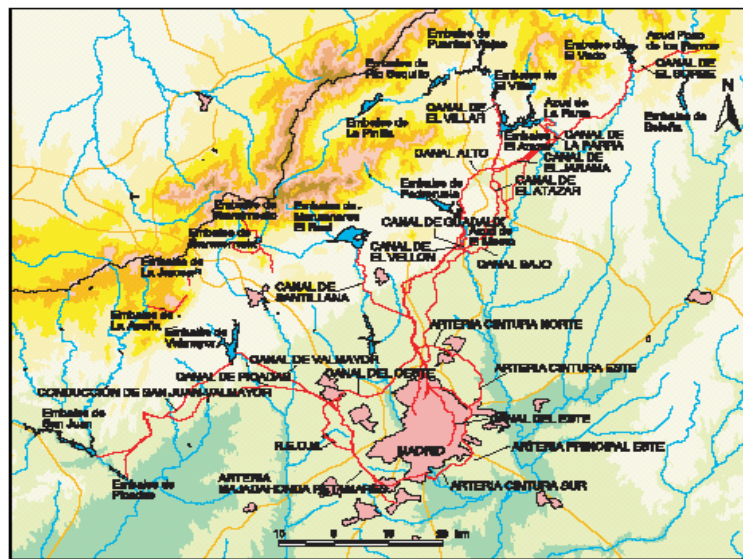 Embalse de
Puentes Viejas
Embalse de
Rio Sequillo
Embalse de
El Vado
Azud Pozo
de los Ramos
CANAL DE
EL SORBE
Embalse de
El Villar
CANAL DE
EL VILLAR
Azud de
La Parra
Embalse de
La Pinilla
Embalse
El Atazar
CANAL DE
LA PARRA
Embalse de
Beleña
N
CANAL ALTO
CANAL DE
EL JARAMA
CANAL DE
EL ATAZAR
Embalse de
Pedrezuela
Embalse de
Navacerrada
Embalse de
Manzanares
El Real
CANAL DE GUADALIX
Azud de
El Mesto
Embalse de
La Jarosa
CANAL DE
EL VELLON
CANAL BAJO
CANAL DE
SANTILLANA
Embalse de
La Aceña
Embalse de
Valmayor
ARTERIA CINTURA NORTE
CANAL DE VALMAYOR
CANAL DE PICADAS
CANAL DEL OESTE
ARTERIA CINTURA ESTE
CONDUCCIÓN DE SAN JUAN-VALMAYOR
Embalse de
San Juan
CANAL DEL ESTE
R.E.O.M.
MADRID
ARTERIA PRINCIPAL ESTE
Embalse de
Picadas
ARTERIA
MAJADAHONDA RETAMARES
ARTERIA CINTURA SUR
10 0 10 20 km